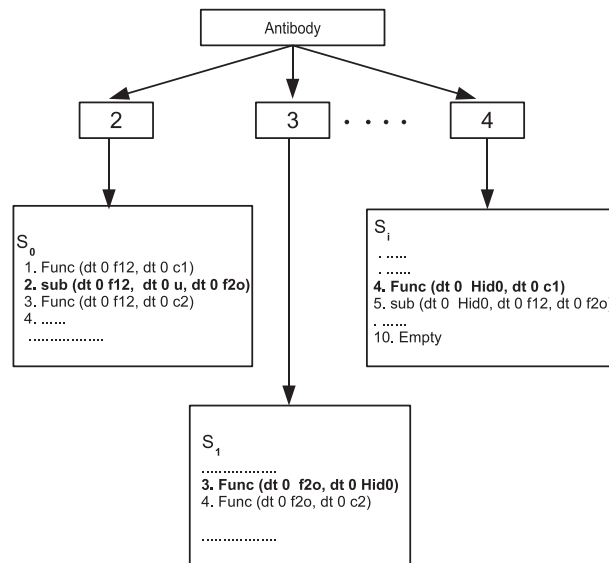 Antibody
2
3
. . . .
4
S0
1. Func (dt 0 f12, dt 0 c1)
2. sub (dt 0 f12, dt 0 u, dt 0 f2o)
3. Func (dt 0 f12, dt 0 c2)
4. ......
..................
Si
. .....
. ......
4. Func (dt 0 Hid0, dt 0 c1)
5. sub (dt 0 Hid0, dt 0 f12, dt 0 f2o)
. ......
10. Empty
S1
..................
3. Func (dt 0 f2o, dt 0 Hid0)
4. Func (dt 0 f2o, dt 0 c2)
..................